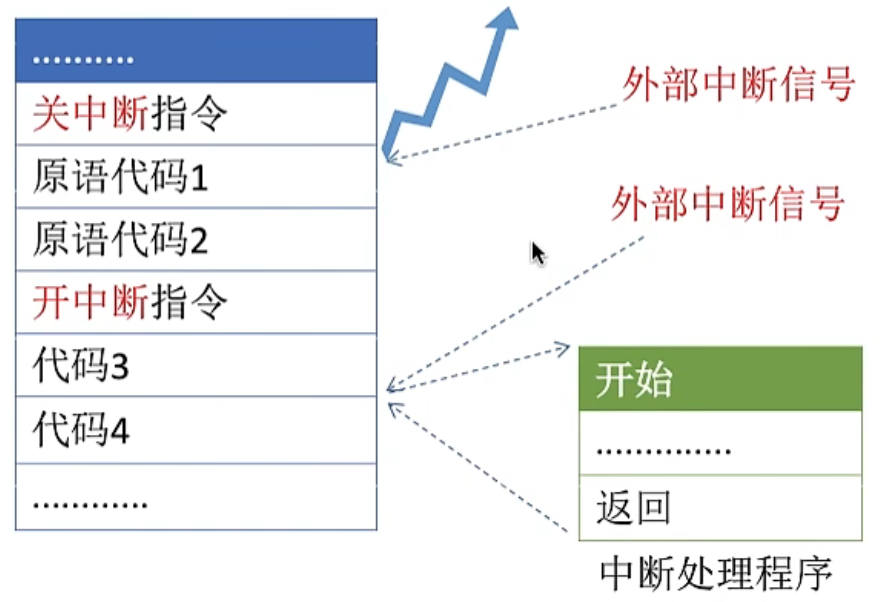 ..........
关中断指令
原语代码1
原语代码2
开中断指令
代码3
代码4
............
外部中断信号
外部中断信号
开始
..............
返回
中断处理程序